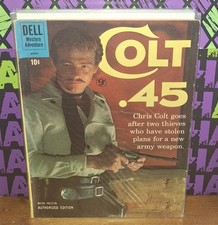 DELL
Western
Adventure
10¢
COLT
.45
Chris Colt goes
after two thieves
who have stolen
plans for a new
army weapon.
AUTHORIZED EDITION